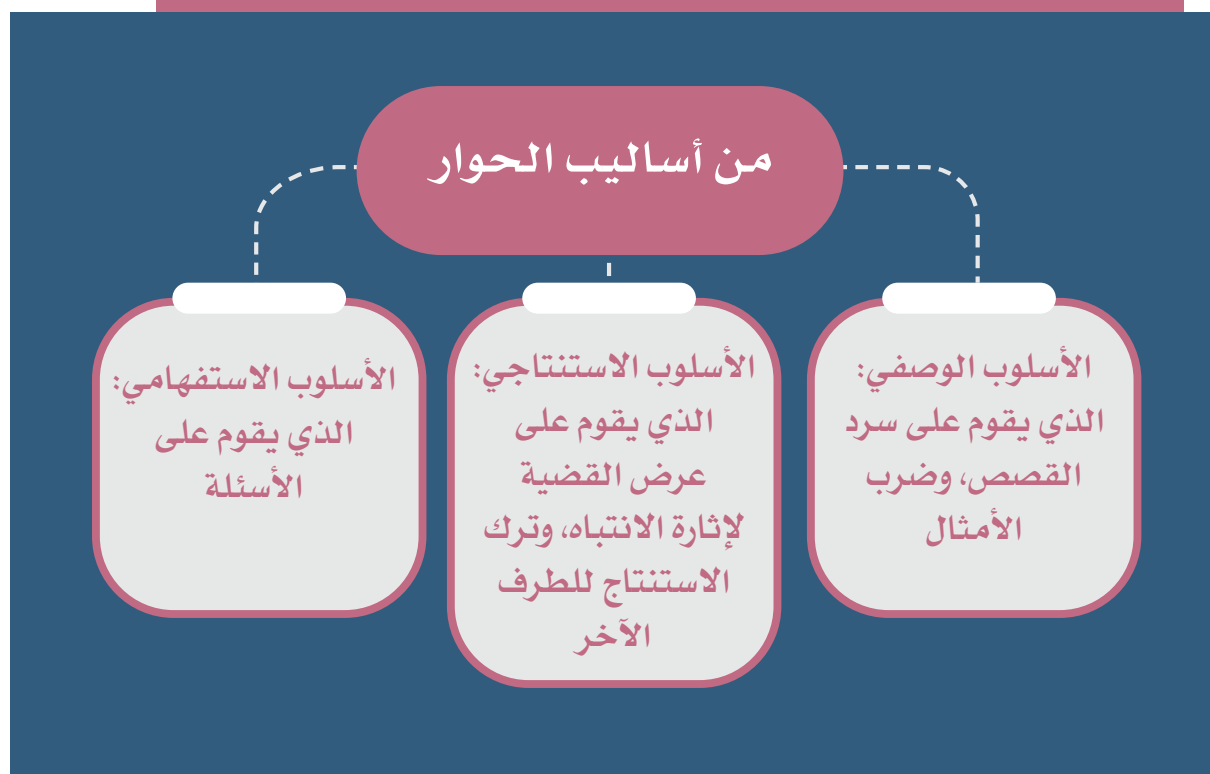 من أساليب الحوار
الأسلوب الوصفي:
الذي يقوم على سرد
القصص، وضرب
الأمثال
الأسلوب الاستنتاجي:
الذي يقوم على
عرض القضية
لإثارة الانتباه، وترك
الاستنتاج للطرف
الآخر
الأسلوب الاستفهامي:
الذي يقوم على
الأسئلة